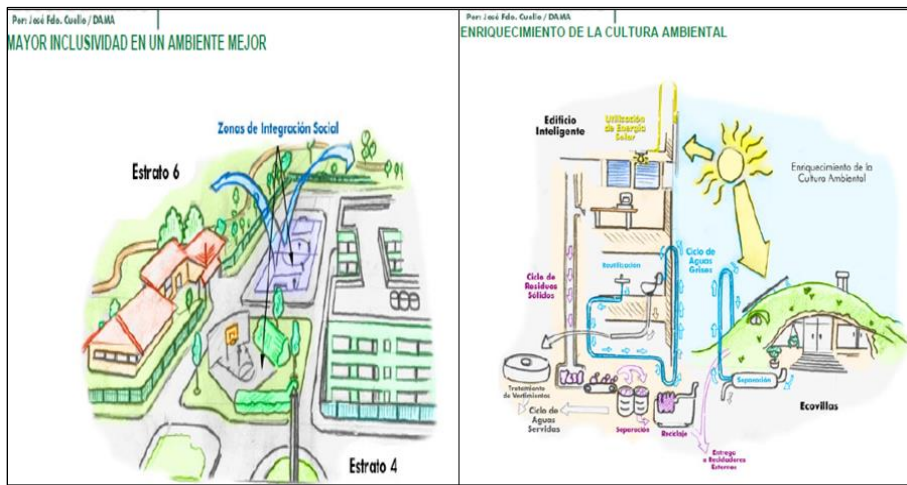 Por: José Fdo. Cuello / DAMA
MAYOR INCLUSIVIDAD EN UN AMBIENTE MEJOR
Zonas de Integración Social
Estrato 6
Estrato 4
Por: José Fdo. Cuello / DAMA
ENRIQUECIMIENTO DE LA CULTURA AMBIENTAL
Edificio
Inteligente
Utilización
de Energía
Solar
Enriquecimiento de la
Cultura Ambiental
Ciclo de
Aguas
Grises
Reutilización
Ciclo de
Residuos
Sólidos
Tratamiento
de Vertimientos
Ciclo de
Aguas
Servidas
Separación
Reciclaje
Separación
Ecovillas
Entrega
a Recicladores
Externos